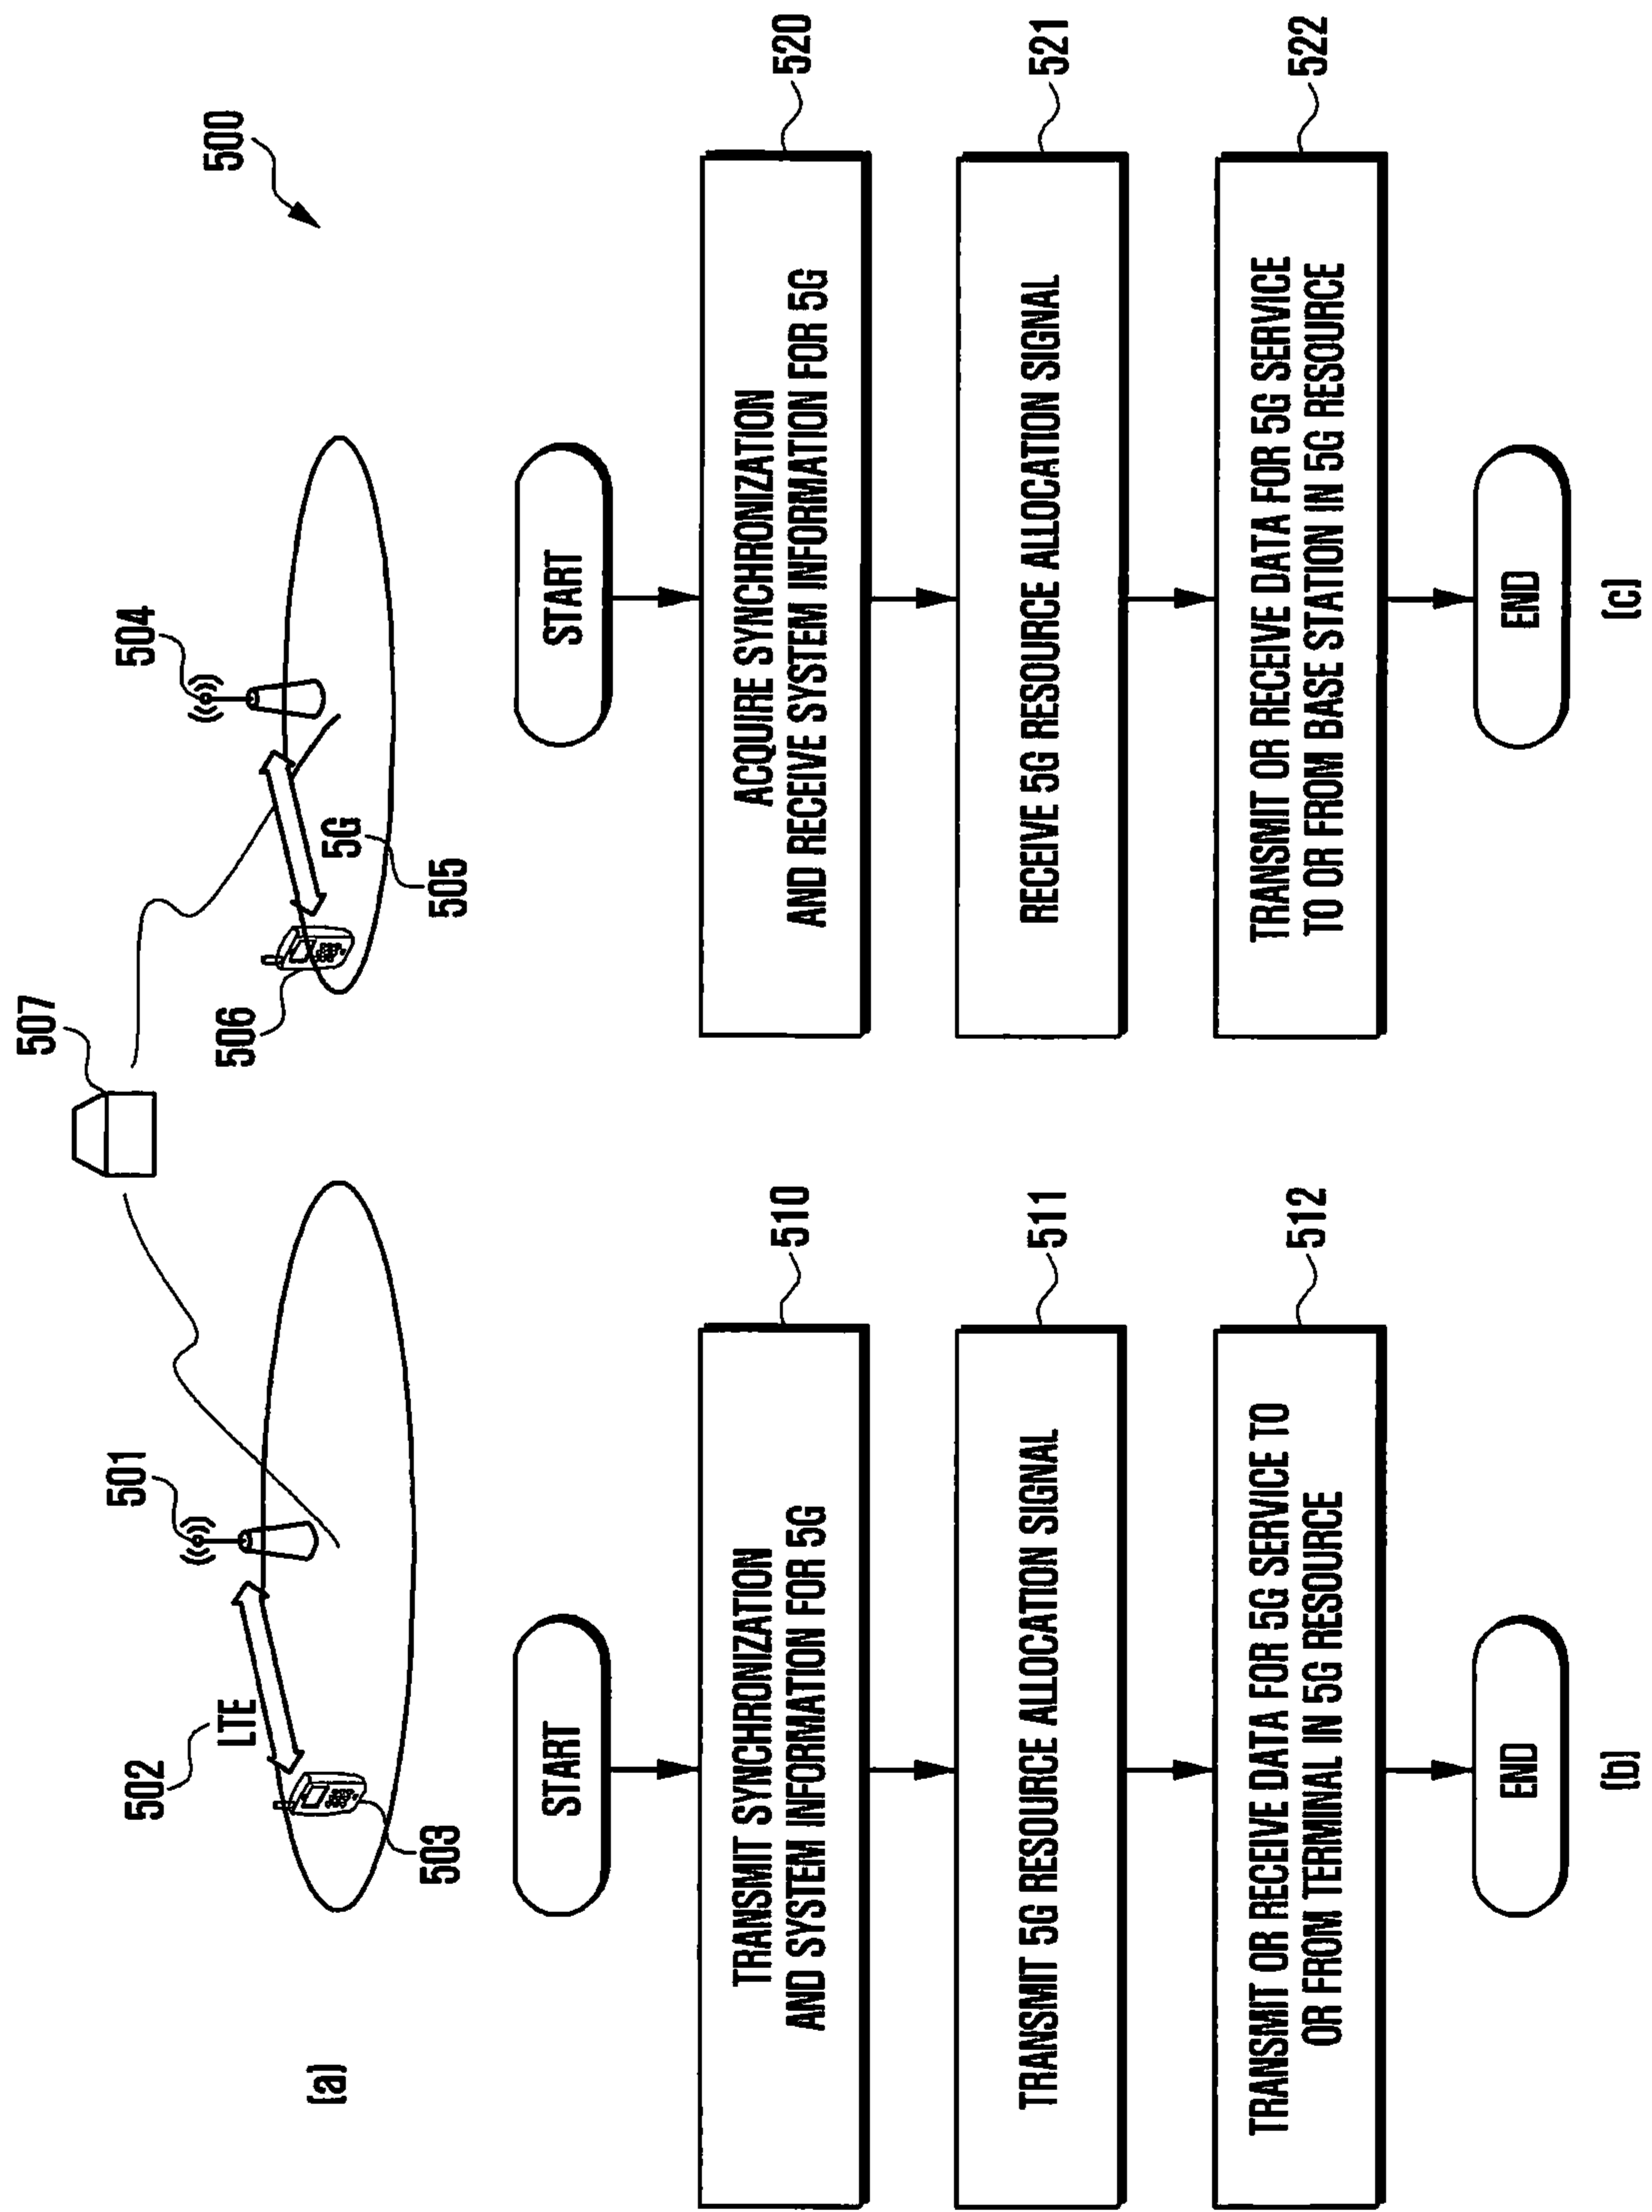 500
507
501
504
502
LTE
506
5G
503
505
(a)
START
TRANSMIT SYNCHRONIZATION
AND SYSTEM INFORMATION FOR 5G
510
TRANSMIT 5G RESOURCE ALLOCATION SIGNAL
511
TRANSMIT OR RECEIVE DATA FOR 5G SERVICE TO
OR FROM TERMINAL IN 5G RESOURCE
512
END
(b)
START
ACQUIRE SYNCHRONIZATION
AND RECEIVE SYSTEM INFORMATION FOR 5G
520
RECEIVE 5G RESOURCE ALLOCATION SIGNAL
521
TRANSMIT OR RECEIVE DATA FOR 5G SERVICE
TO OR FROM BASE STATION IN 5G RESOURCE
522
END
(c)